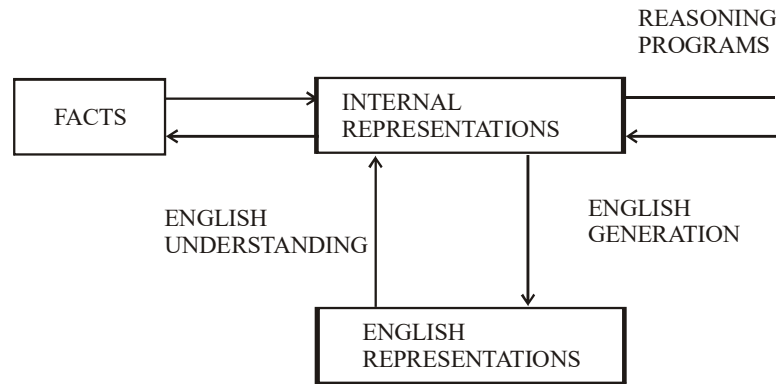 REASONING
PROGRAMS
FACTS
INTERNAL
REPRESENTATIONS
ENGLISH
UNDERSTANDING
ENGLISH
GENERATION
ENGLISH
REPRESENTATIONS